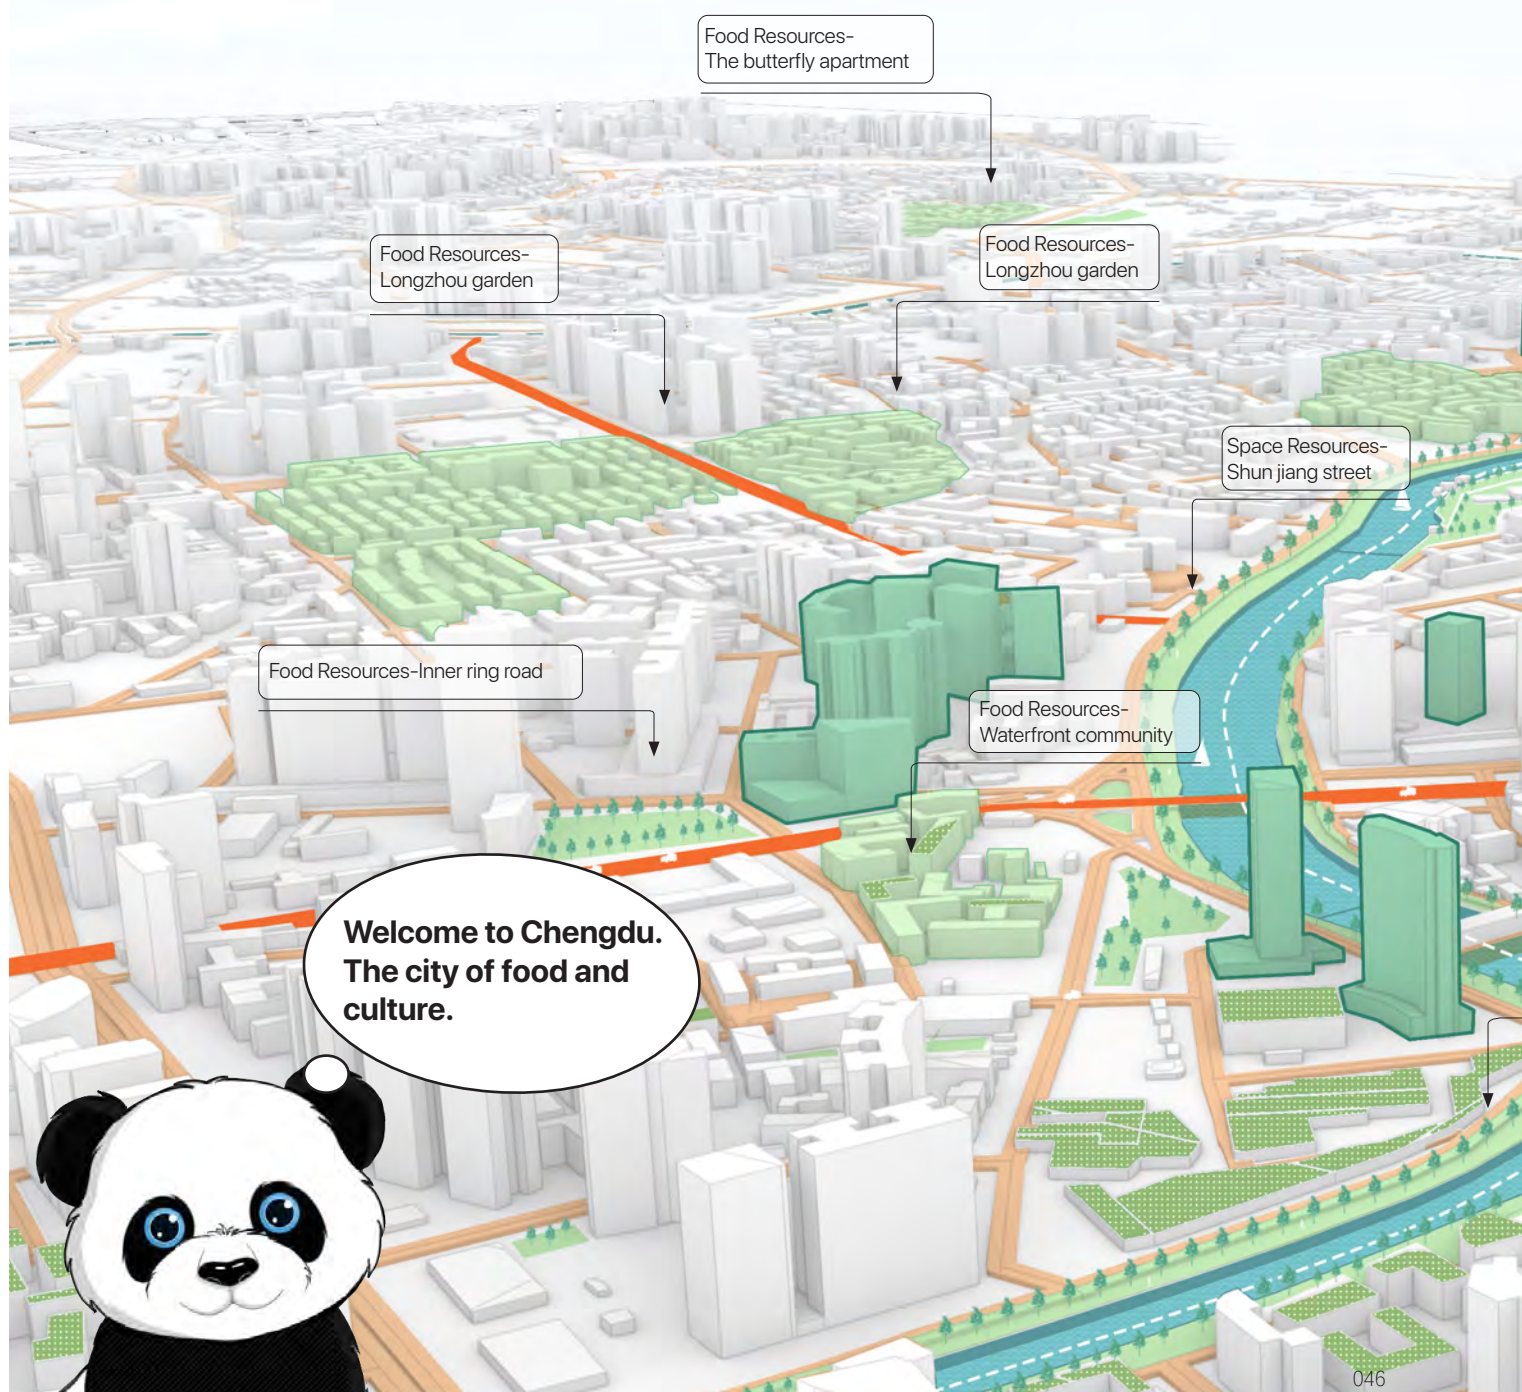 Food Resources-
The butterfly apartment
Food Resources-
Longzhou garden
Food Resources-
Longzhou garden
Space Resources-
Shun jiang street
Food Resources-Inner ring road
Food Resources-
Waterfront community
Welcome to Chengdu.
The city of food and
culture.
046